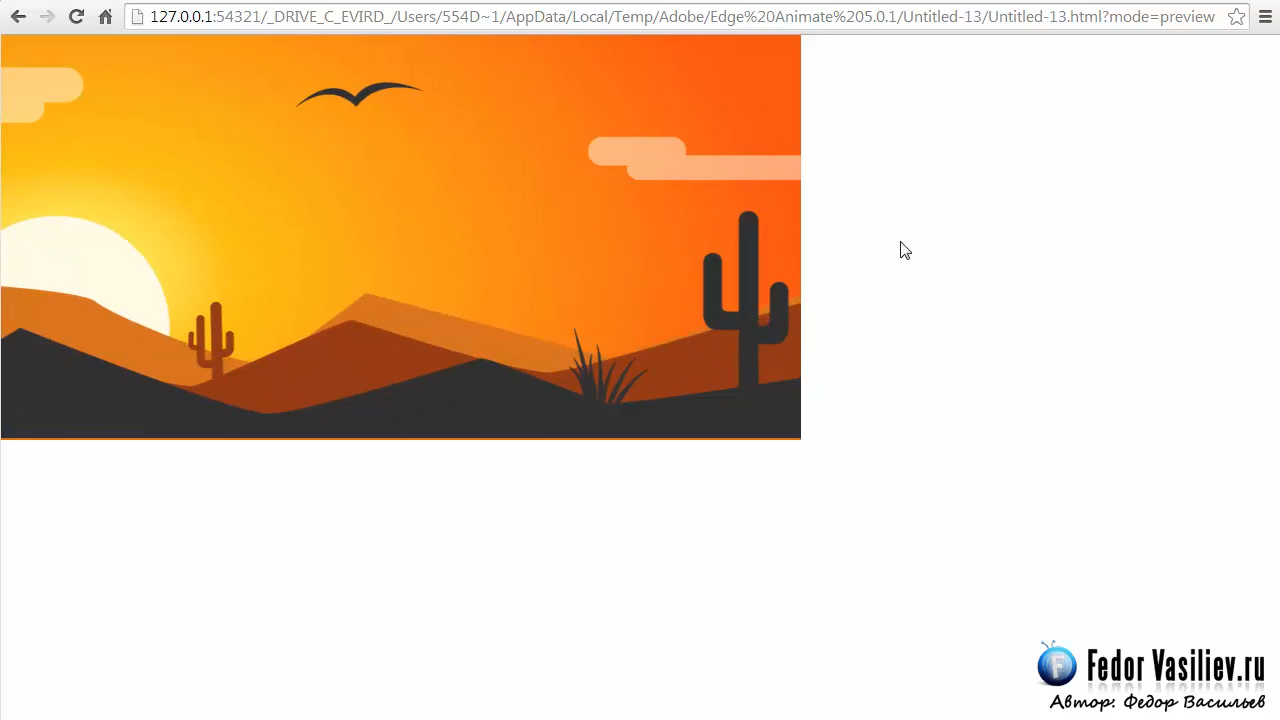 127.0.0.1:54321/_DRIVE_C_EVIRD_/Users/554D~1/AppData/Local/Temp/Adobe/Edge%20Animate%205.0.1/Untitled-13/Untitled-13.html?mode=preview
F Fedor Vasiliev.ru
Автор: Федор Васильев